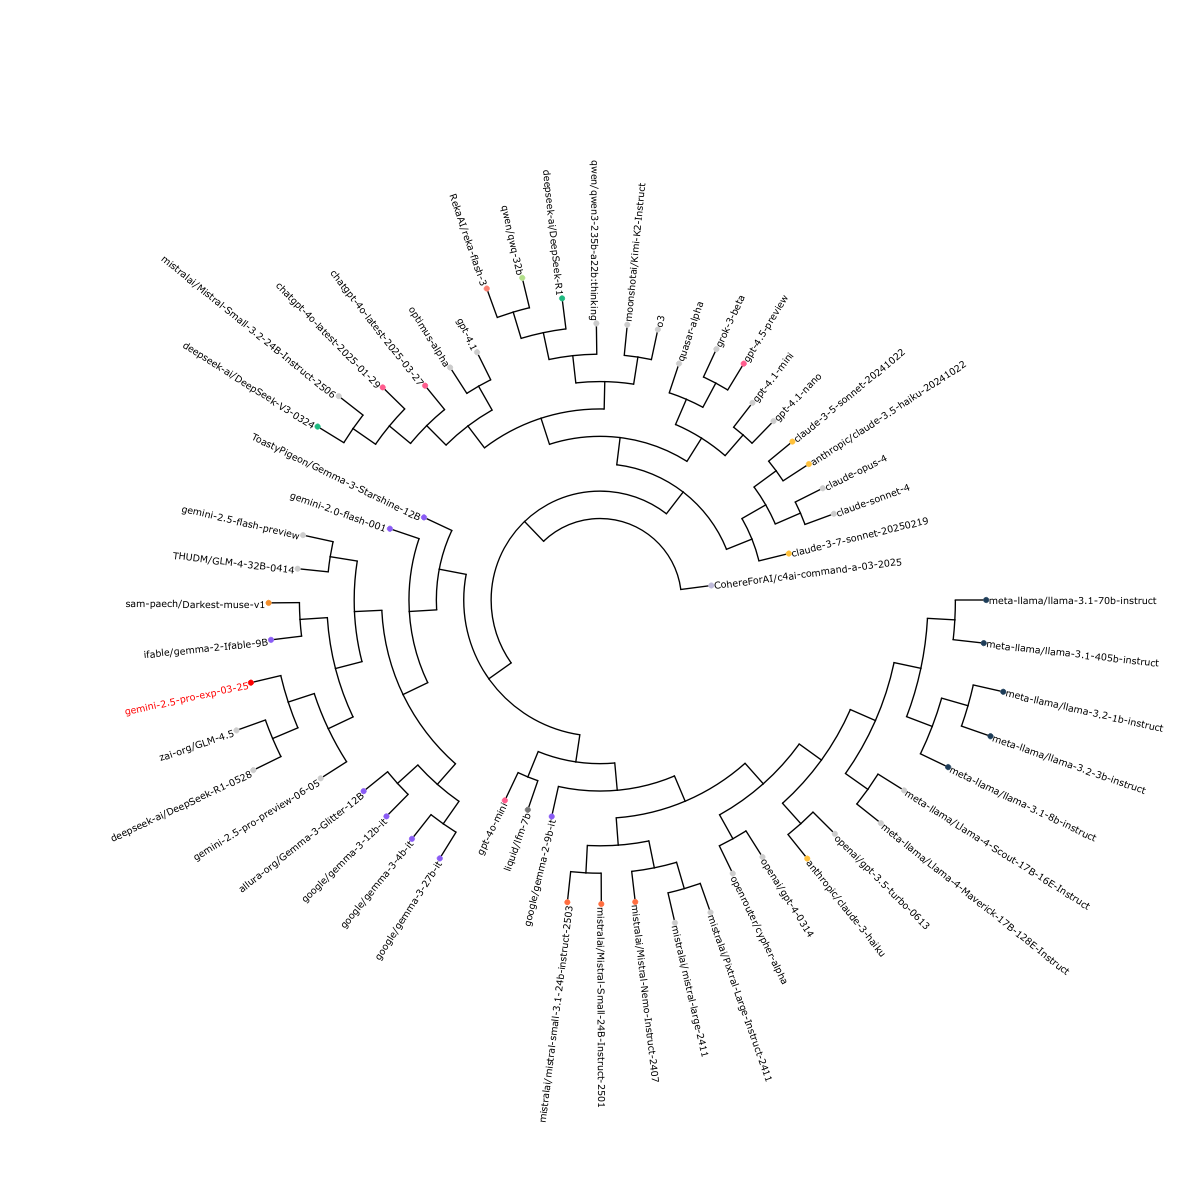 RekaAI/reka-flash-3
qwen/qwq-32b
deepseek-ai/DeepSeek-R1
qwen/qwen3-235b-a22b:thinking
moonshotai/Kimi-K2-Instruct
o3
quasar-alpha
grok-3-beta
gpt-4.5-preview
gpt-4.1-mini
gpt-4.1-nano
claude-3-5-sonnet-20241022
anthropic/claude-3.5-haiku-20241022
claude-opus-4
claude-sonnet-4
claude-3-7-sonnet-20250219
CohereForAI/c4ai-command-a-03-2025
meta-llama/llama-3.1-70b-instruct
meta-llama/llama-3.1-405b-instruct
meta-llama/llama-3.2-1b-instruct
meta-llama/llama-3.2-3b-instruct
meta-llama/llama-3.1-8b-instruct
meta-llama/Llama-4-Scout-17B-16E-Instruct
meta-llama/Llama-4-Maverick-17B-128E-Instruct
openai/gpt-3.5-turbo-0613
anthropic/claude-3-haiku
openai/gpt-4-0314
openrouter/cypher-alpha
mistralai/Pixtral-Large-Instruct-2411
mistralai/mistral-large-2411
mistralai/Mistral-Nemo-Instruct-2407
mistralai/Mistral-Small-24B-Instruct-2501
mistralai/mistral-small-3.1-24b-instruct-2503
google/gemma-2-9b-it
liquid/lfm-7b
gpt-4o-mini
google/gemma-3-27b-it
google/gemma-3-4b-it
google/gemma-3-12b-it
allura-org/Gemma-3-Glitter-12B
gemini-2.5-pro-preview-06-05
deepseek-ai/DeepSeek-R1-0528
zai-org/GLM-4.5
gemini-2.5-pro-exp-03-25
ifable/gemma-2-Ifable-9B
sam-paech/Darkest-muse-v1
THUDM/GLM-4-32B-0414
gemini-2.5-flash-preview
gemini-2.0-flash-001
ToastyPigeon/Gemma-3-Starshine-12B
deepseek-ai/DeepSeek-V3-0324
mistralai/Mistral-Small-3.2-24B-Instruct-2506
chatgpt-4o-latest-2025-01-29
chatgpt-4o-latest-2025-03-27
optimus-alpha
gpt-4.1